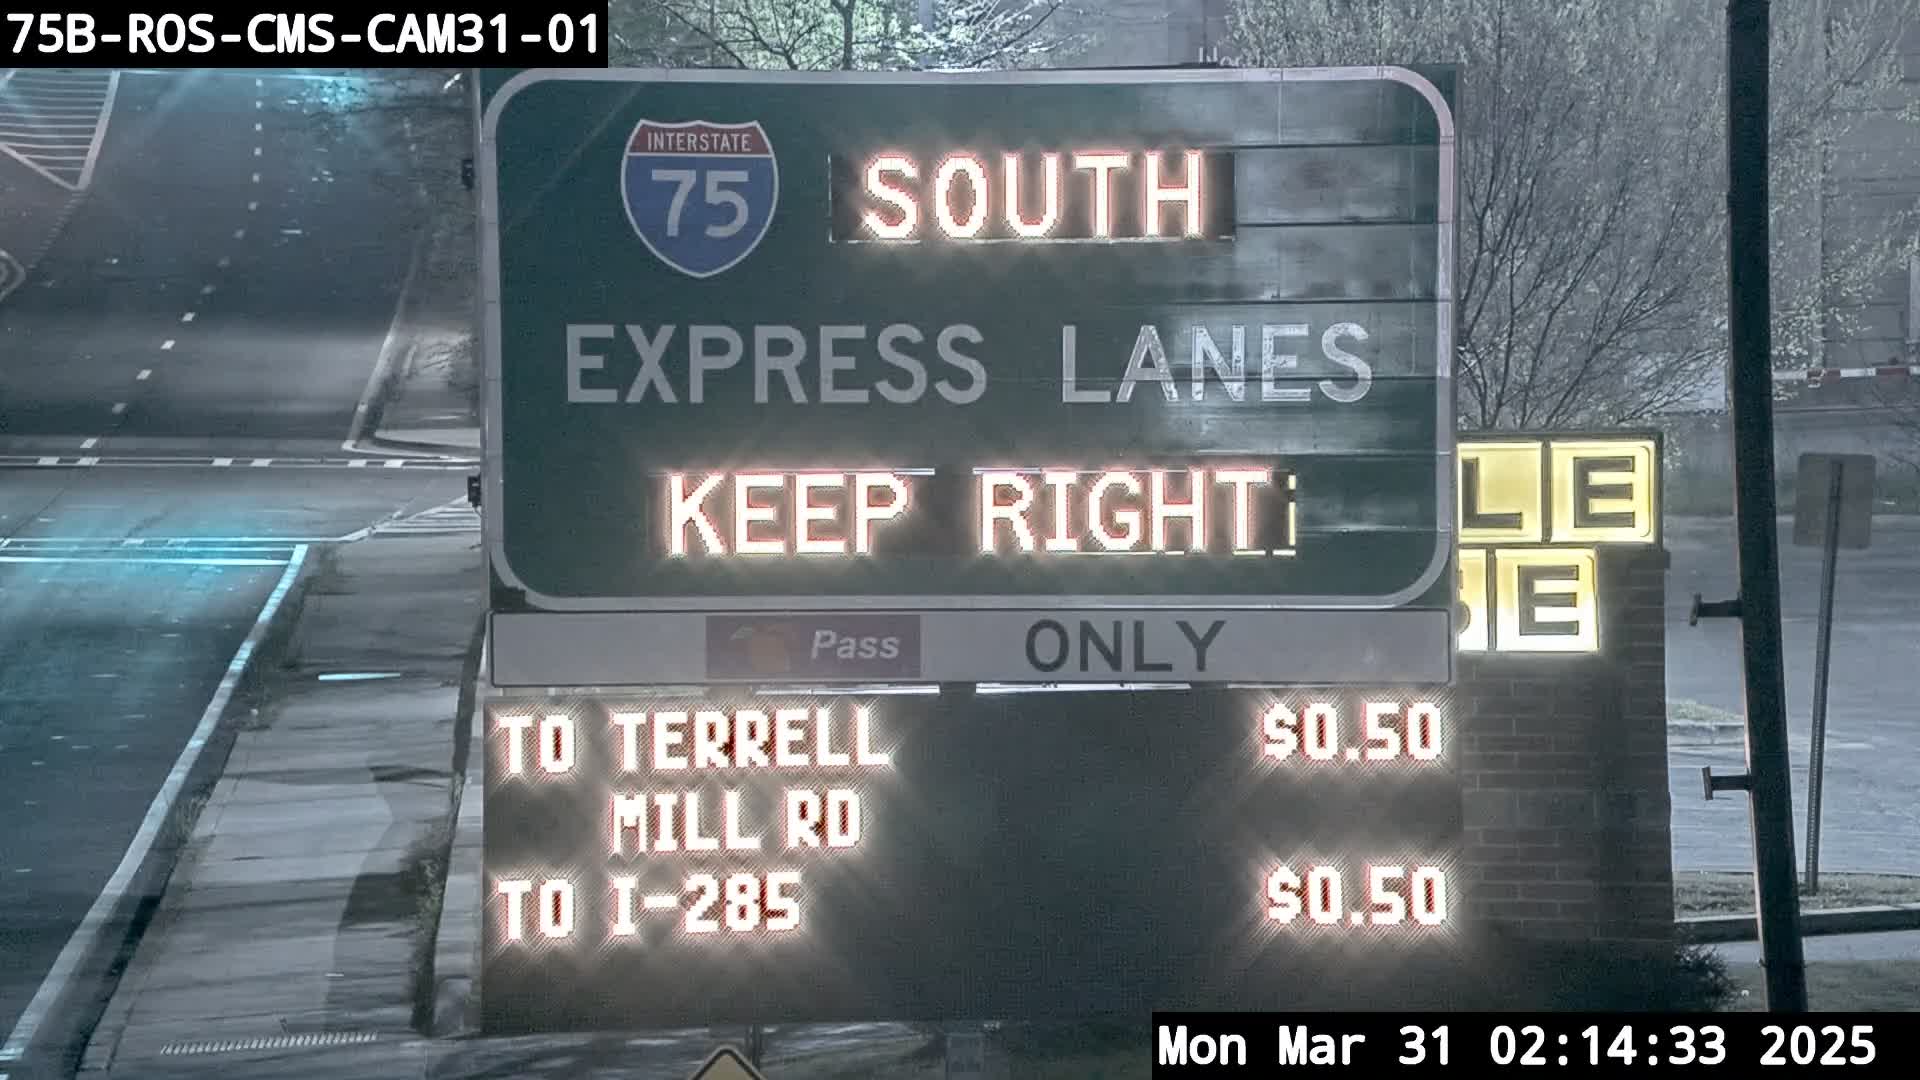 75B-ROS-CMS-CAM31-01
INTERSTATE
75
SOUTH
EXPRESS LANES
KEEP RIGHT
Pass ONLY
TO TERRELL $0.50
MILL RD
TO I-285 $0.50
LE
E
Mon Mar 31 02:14:33 2025